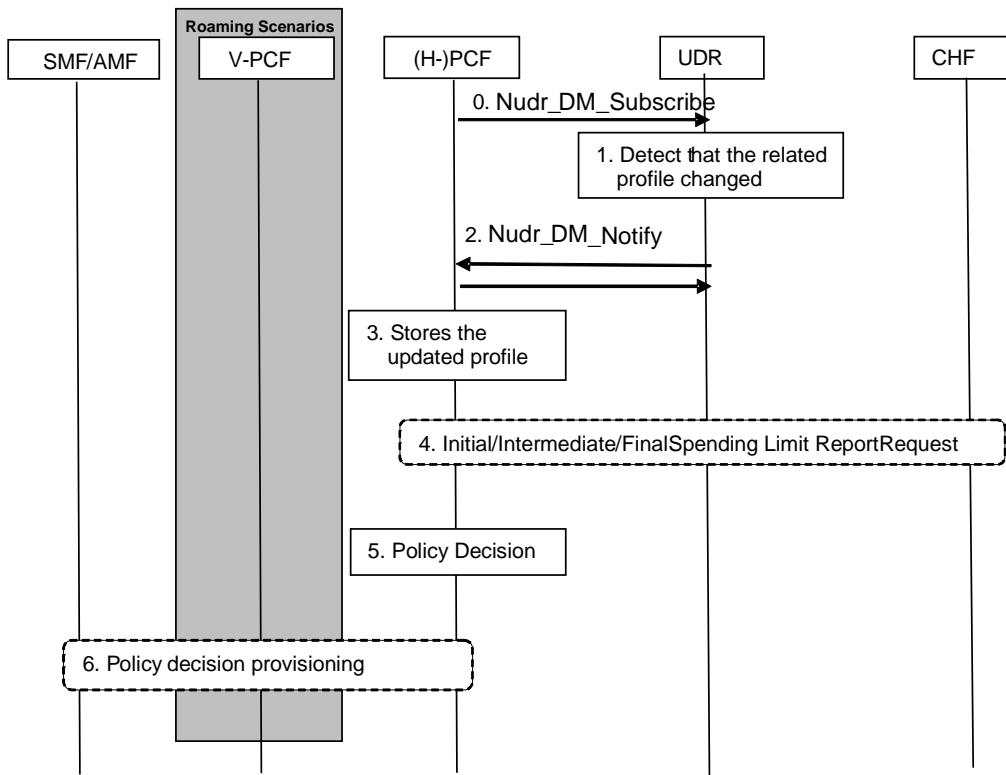 Roaming Scenarios
SMF/AMF
V-PCF
(H-)PCF
UDR
CHF
0. Nudr_DM_Subscribe
1. Detect that the related
profile changed
2. Nudr_DM_Notify
3. Stores the
updated profile
4. Initial/Intermediate/FinalSpending Limit ReportRequest
5. Policy Decision
6. Policy decision provisioning